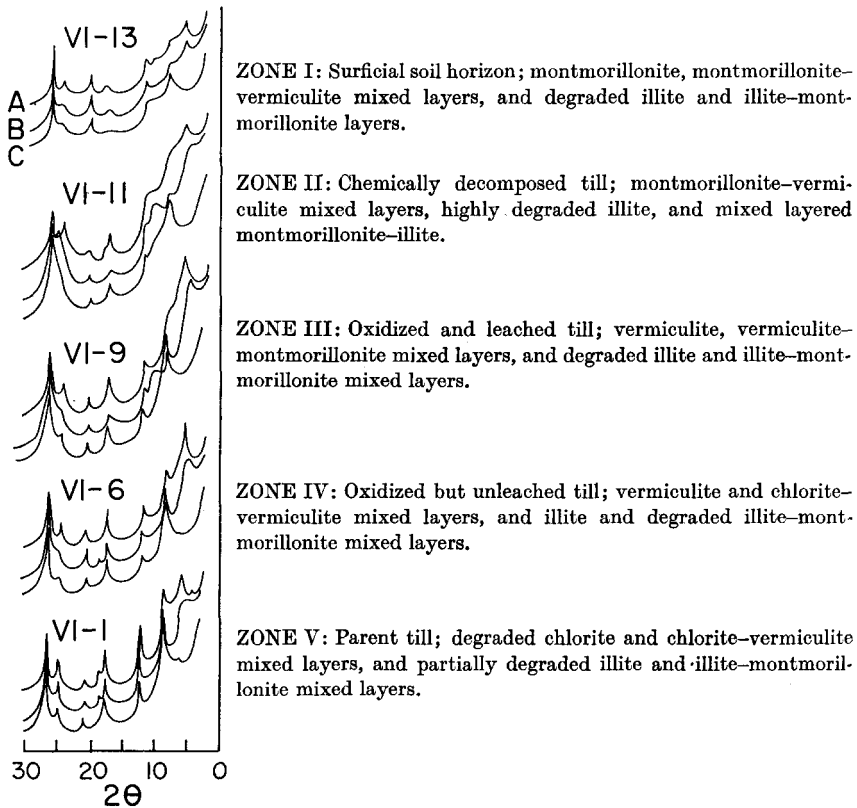 VI-13
A
B
C
ZONE I: Surficial soil horizon; montmorillonite, montmorillonite–
vermiculite mixed layers, and degraded illite and illite–mont-
morillonite layers.
VI-11
ZONE II: Chemically decomposed till; montmorillonite–vermi-
culite mixed layers, highly degraded illite, and mixed layered
montmorillonite–illite.
VI-9
ZONE III: Oxidized and leached till; vermiculite, vermiculite–
montmorillonite mixed layers, and degraded illite and illite–mont-
morillonite mixed layers.
VI-6
ZONE IV: Oxidized but unleached till; vermiculite and chlorite–
vermiculite mixed layers, and illite and degraded illite–mont-
morillonite mixed layers.
VI-1
ZONE V: Parent till; degraded chlorite and chlorite–vermiculite
mixed layers, and partially degraded illite and illite–montmoril-
lonite mixed layers.
30 20 10 0
2Θ